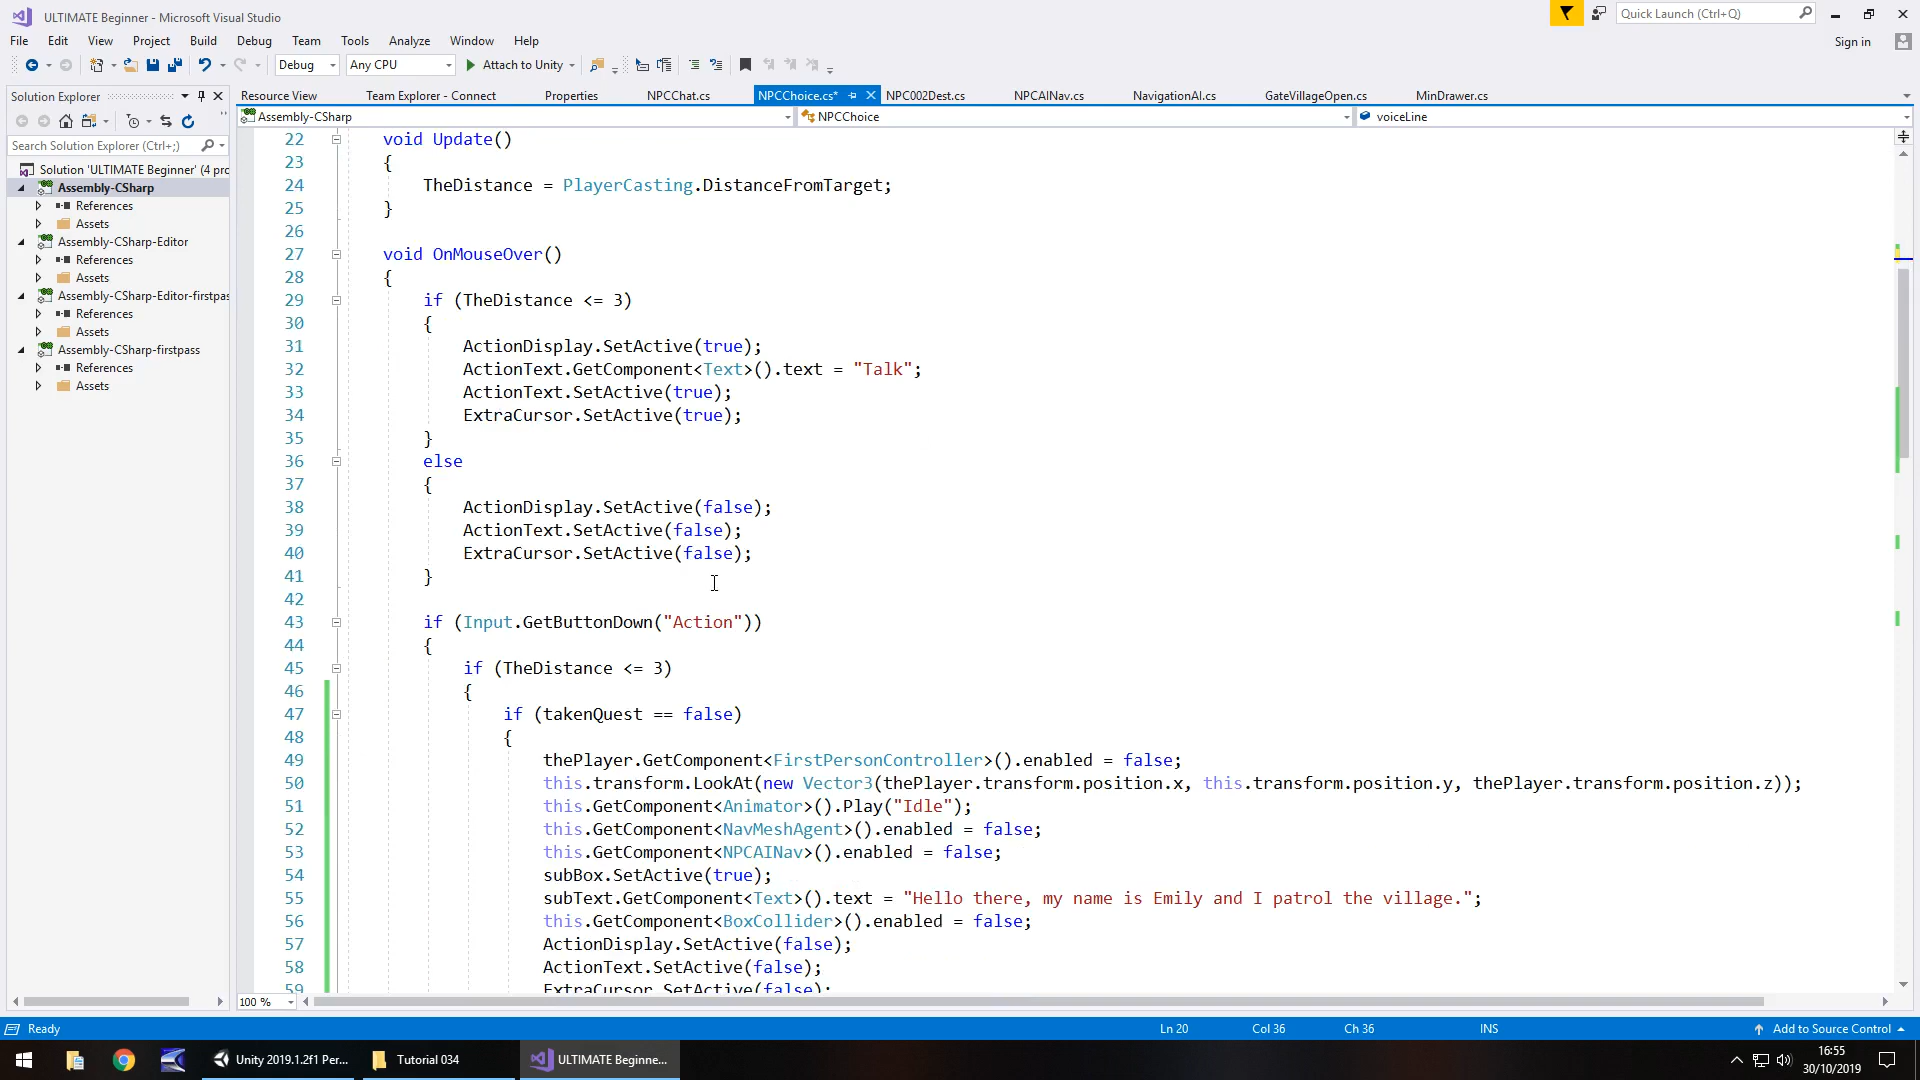 ULTIMATE Beginner - Microsoft Visual Studio
Quick Launch (Ctrl+Q)
File Edit View Project Build Debug Team Tools Analyze Window Help
Sign in
Debug Any CPU Attach to Unity
Solution Explorer
Resource View Team Explorer - Connect Properties NPCChat.cs NPCChoice.cs* NPC002Dest.cs NPCAINav.cs NavigationAI.cs GateVillageOpen.cs MinDrawer.cs
Assembly-CSharp NPCChoice voiceLine
Search Solution Explorer (Ctrl+;)
Solution 'ULTIMATE Beginner' (4 pro
Assembly-CSharp
References
Assets
Assembly-CSharp-Editor
References
Assets
Assembly-CSharp-Editor-firstpas
References
Assets
Assembly-CSharp-firstpass
References
Assets
22 void Update()
23 {
24 TheDistance = PlayerCasting.DistanceFromTarget;
25 }
26
27 void OnMouseOver()
28 {
29 if (TheDistance <= 3)
30 {
31 ActionDisplay.SetActive(true);
32 ActionText.GetComponent<Text>().text = "Talk";
33 ActionText.SetActive(true);
34 ExtraCursor.SetActive(true);
35 }
36 else
37 {
38 ActionDisplay.SetActive(false);
39 ActionText.SetActive(false);
40 ExtraCursor.SetActive(false);
41 }
42
43 if (Input.GetButtonDown("Action"))
44 {
45 if (TheDistance <= 3)
46 {
47 if (takenQuest == false)
48 {
49 thePlayer.GetComponent<FirstPersonController>().enabled = false;
50 this.transform.LookAt(new Vector3(thePlayer.transform.position.x, this.transform.position.y, thePlayer.transform.position.z));
51 this.GetComponent<Animator>().Play("Idle");
52 this.GetComponent<NavMeshAgent>().enabled = false;
53 this.GetComponent<NPCAINav>().enabled = false;
54 subBox.SetActive(true);
55 subText.GetComponent<Text>().text = "Hello there, my name is Emily and I patrol the village.";
56 this.GetComponent<BoxCollider>().enabled = false;
57 ActionDisplay.SetActive(false);
58 ActionText.SetActive(false);
59 ExtraCursor.SetActive(false);
100 %
Ready Ln 20 Col 36 Ch 36 INS Add to Source Control
Unity 2019.1.2f1 Per... Tutorial 034 ULTIMATE Beginne...
16:55
30/10/2019